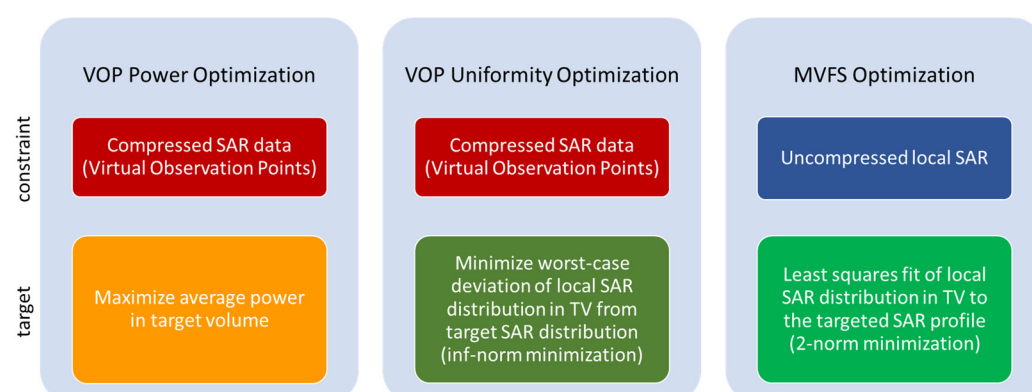 VOP Power Optimization
VOP Uniformity Optimization
MVFS Optimization
constraint
Compressed SAR data
(Virtual Observation Points)
Compressed SAR data
(Virtual Observation Points)
Uncompressed local SAR
target
Maximize average power
in target volume
Minimize worst-case
deviation of local SAR
distribution in TV from
target SAR distribution
(inf-norm minimization)
Least squares fit of local
SAR distribution in TV to
the targeted SAR profile
(2-norm minimization)